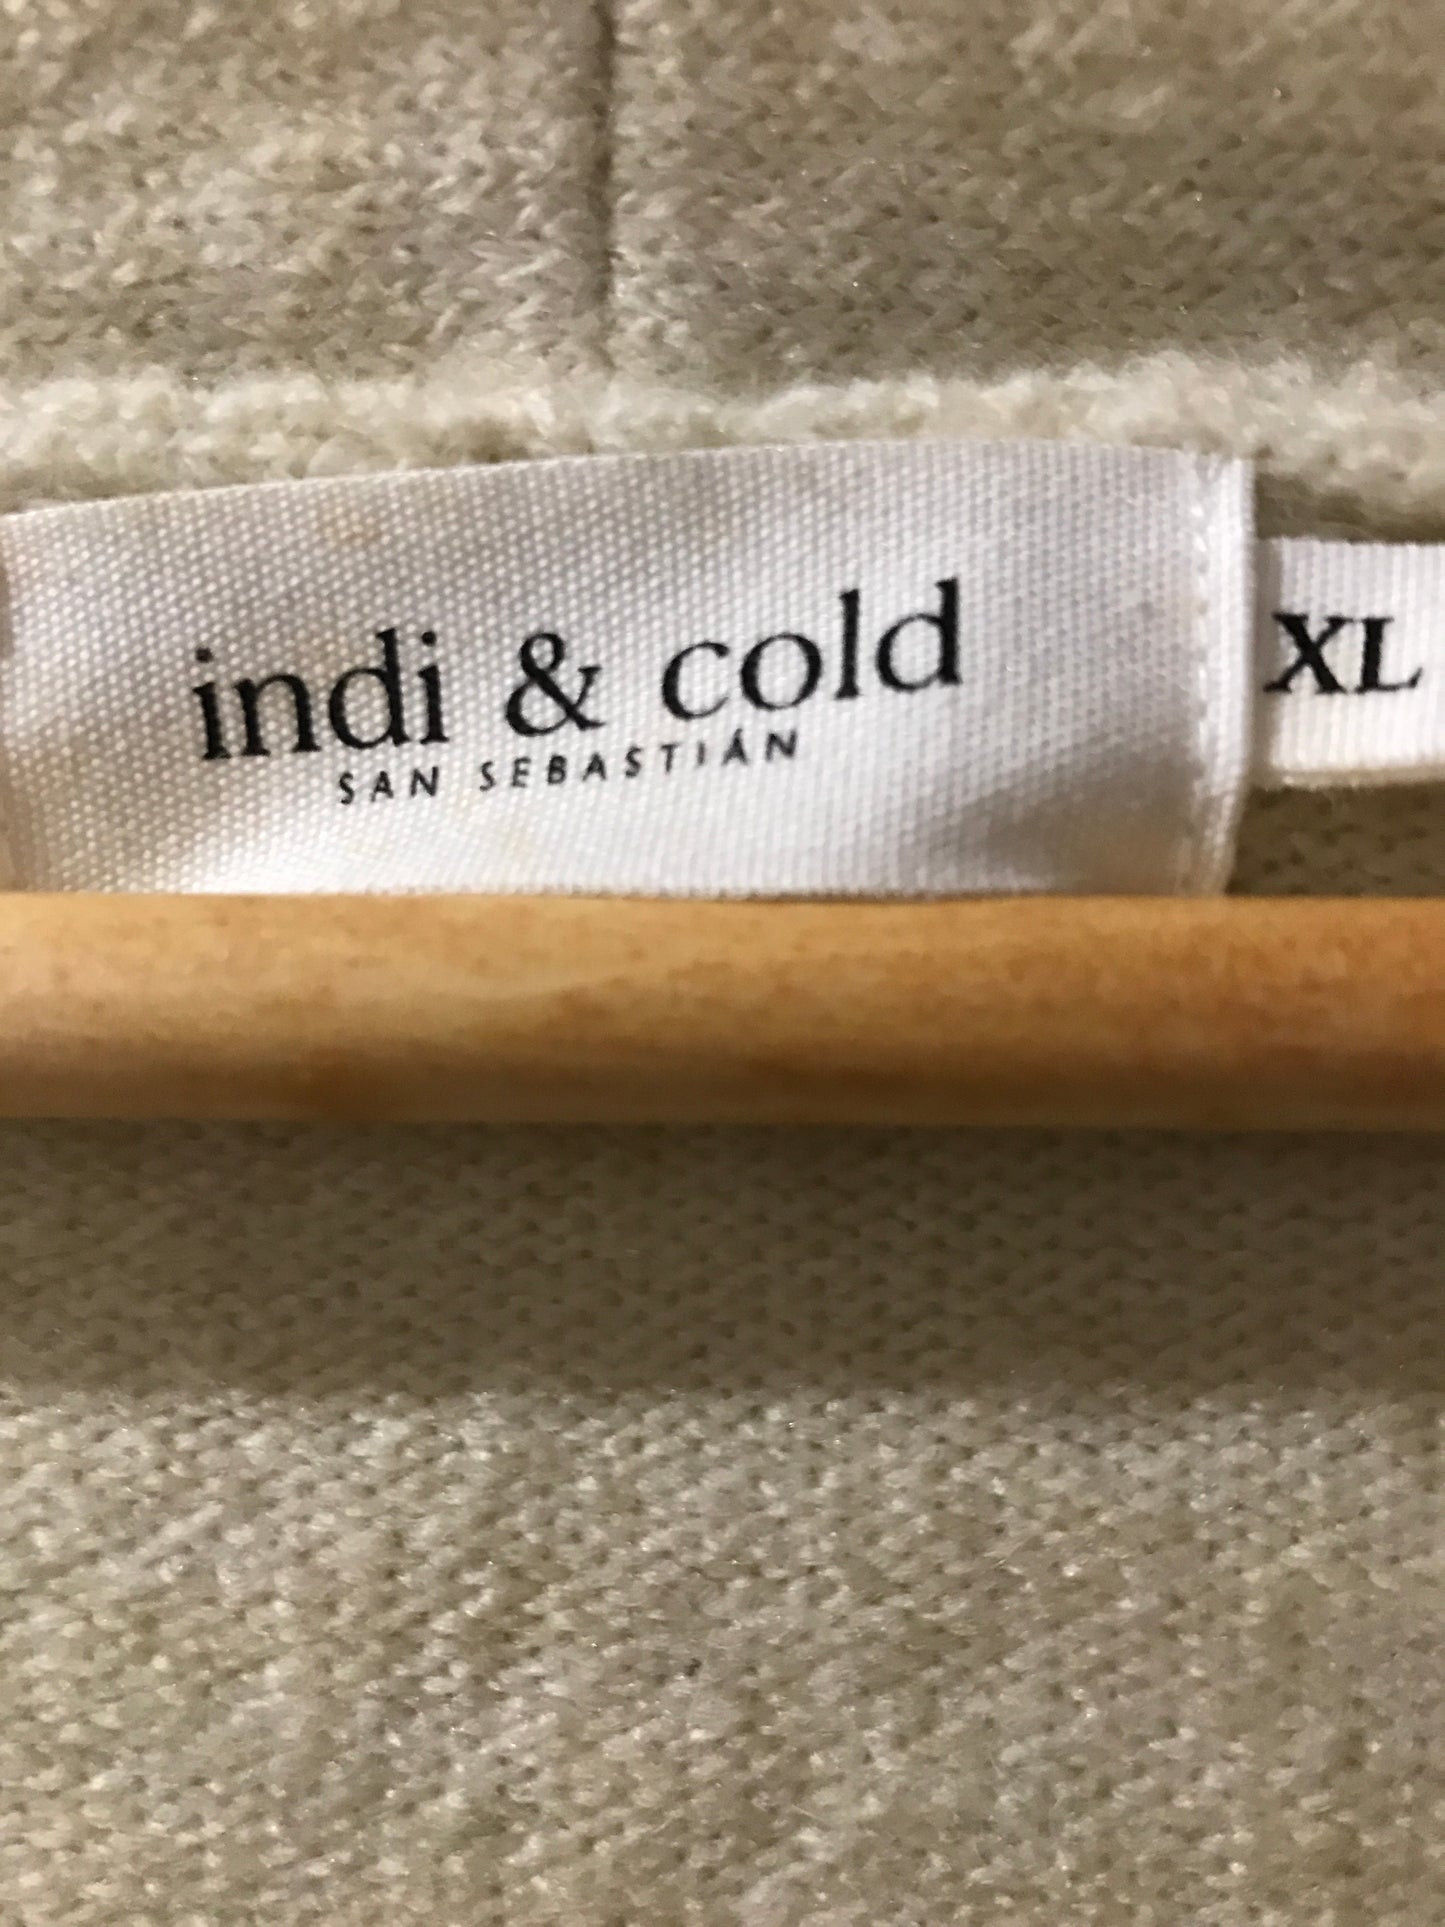 indi & cold
SAN SEBASTIÁN
XL